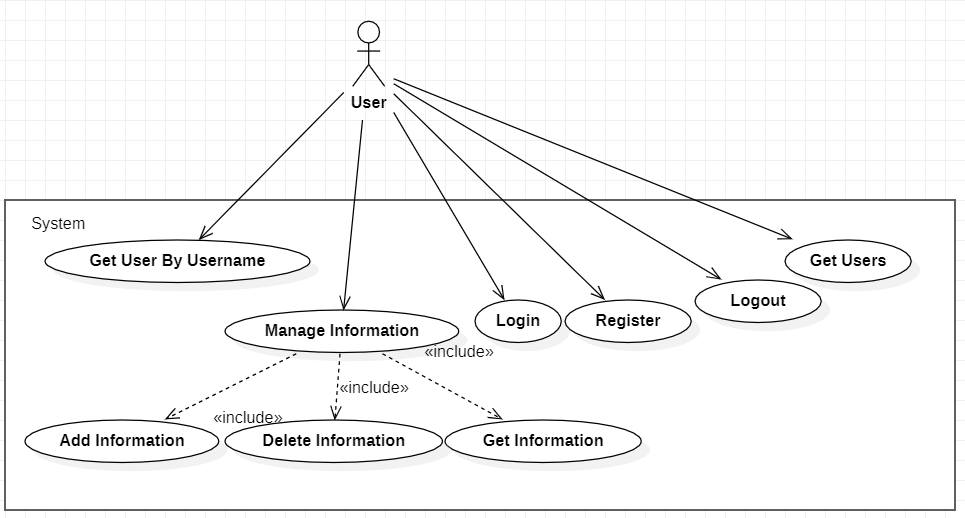 User
System
Get User By Username
Get Users
Logout
Manage Information
Login
Register
«include»
«include»
«include»
Add Information
Delete Information
Get Information